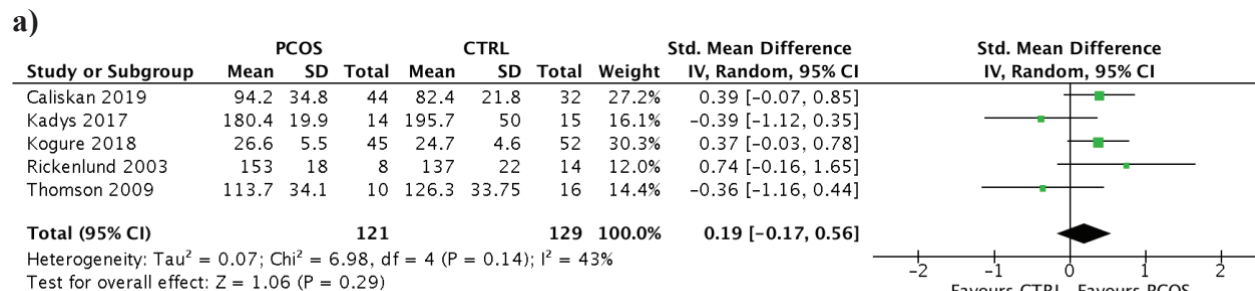 a)
PCOS CTRL Std. Mean Difference Std. Mean Difference
Study or Subgroup Mean SD Total Mean SD Total Weight IV, Random, 95% CI IV, Random, 95% CI
Caliskan 2019 94.2 34.8 44 82.4 21.8 32 27.2% 0.39 [-0.07, 0.85]
Kadys 2017 180.4 19.9 14 195.7 50 15 16.1% -0.39 [-1.12, 0.35]
Kogure 2018 26.6 5.5 45 24.7 4.6 52 30.3% 0.37 [-0.03, 0.78]
Rickenlund 2003 153 18 8 137 22 14 12.0% 0.74 [-0.16, 1.65]
Thomson 2009 113.7 34.1 10 126.3 33.75 16 14.4% -0.36 [-1.16, 0.44]
Total (95% CI) 121 129 100.0% 0.19 [-0.17, 0.56]
Heterogeneity: Tau² = 0.07; Chi² = 6.98, df = 4 (P = 0.14); I² = 43%
Test for overall effect: Z = 1.06 (P = 0.29)
-2 -1 0 1 2
Favours CTRL Favours PCOS